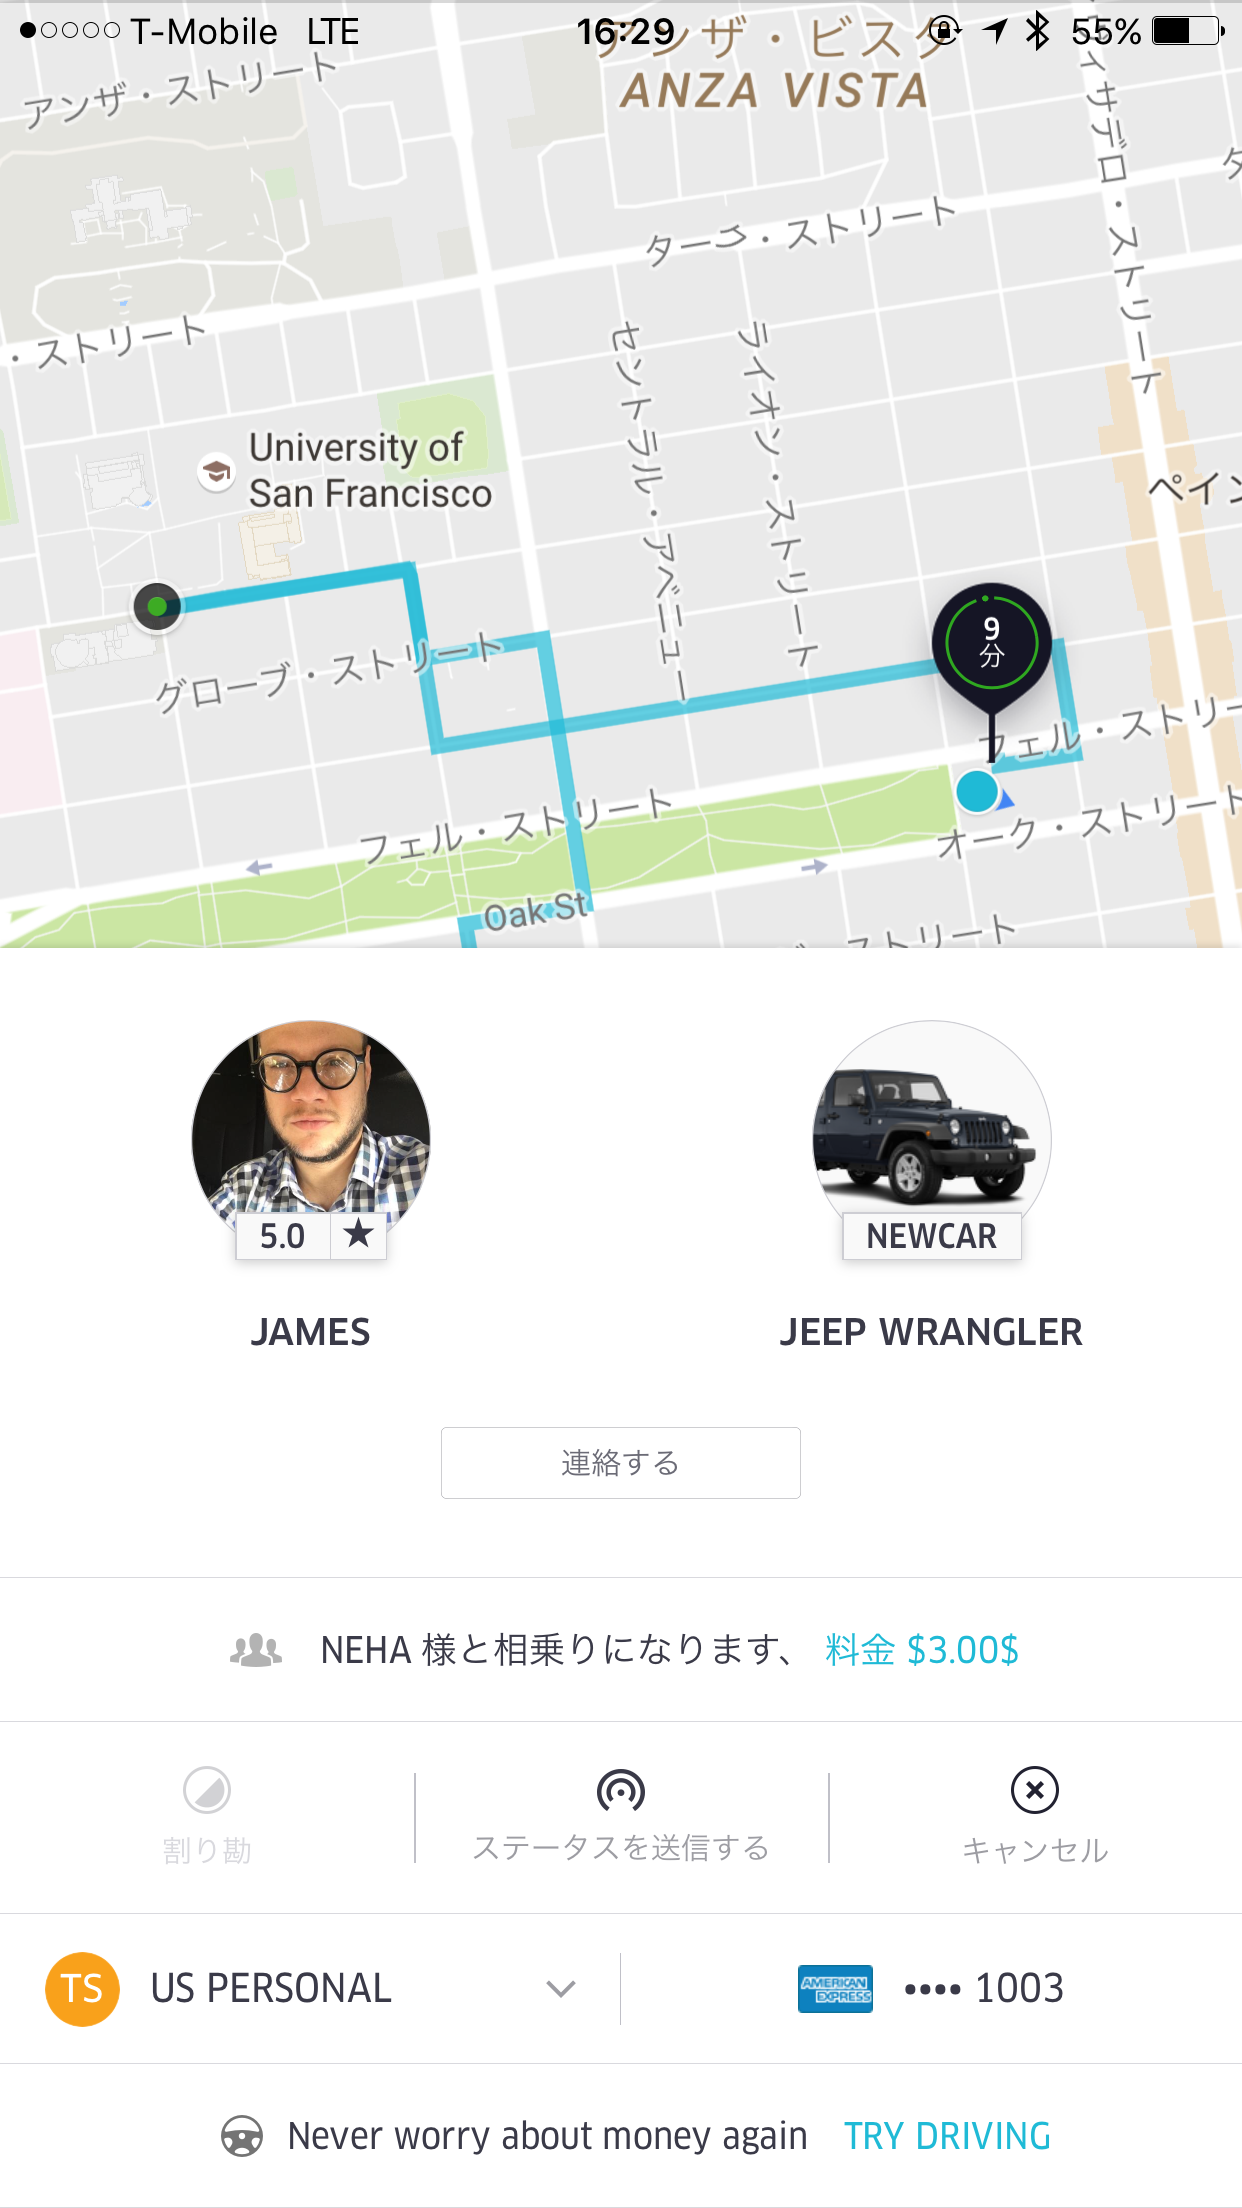 T-Mobile LTE 16:29 55%
アンザ・ビスタ
ANZA VISTA
アンザ・ストリート
ターク・ストリート
・ストリート
University of
San Francisco
セントラル・アベニュー
ライオン・ストリート
ィサデロ・ストリート
ペイン
9
分
グローブ・ストリート
フェル・ストリー
フェル・ストリート
オーク・ストリート
Oak St
ストリート
5.0 ★
NEWCAR
JAMES
JEEP WRANGLER
連絡する
NEHA 様と相乗りになります、 料金 $3.00$
割り勘
ステータスを送信する
キャンセル
TS US PERSONAL
AMERICAN
EXPRESS
•••• 1003
Never worry about money again TRY DRIVING